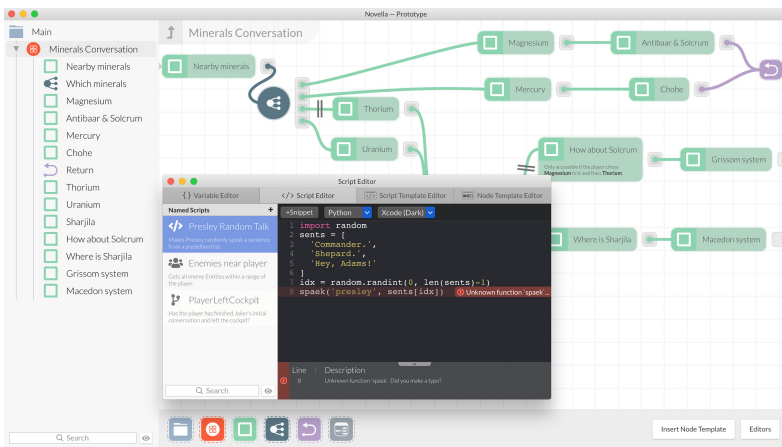 Novella — Prototype
Main
Minerals Conversation
Nearby minerals
Which minerals
Magnesium
Antibaar & Solcrum
Mercury
Chohe
Return
Thorium
Uranium
Sharjila
How about Solcrum
Where is Sharjila
Grissom system
Macedon system
Search
Minerals Conversation
Nearby minerals
Magnesium
Antibaar & Solcrum
Mercury
Chohe
Thorium
Uranium
How about Solcrum
Only accessible if the player chose
Magnesium first and then Thorium
Grissom system
Where is Sharjila
Macedon system
Script Editor
{ } Variable Editor
</> Script Editor
</> Script Template Editor
Node Template Editor
Named Scripts +
</> Presley Random Talk
Makes Presley randomly speak a sentence
from a predefined list.
Enemies near player
Gets all enemy Entities within a range of
the player.
PlayerLeftCockpit
Has the player has finished Joker's initial
conversation and left the cockpit?
Search
+Snippet Python Xcode (Dark)
1 import random
2 sents = [
3 'Commander.',
4 'Shepard.',
5 'Hey, Adams!'
6 ]
7 idx = random.randint(0, len(sents)-1)
8 spaek('presley', sents[idx]) Unknown function `spaek`...
Line Description
8 Unknown function 'spaek'. Did you make a typo?
Insert Node Template
Editors